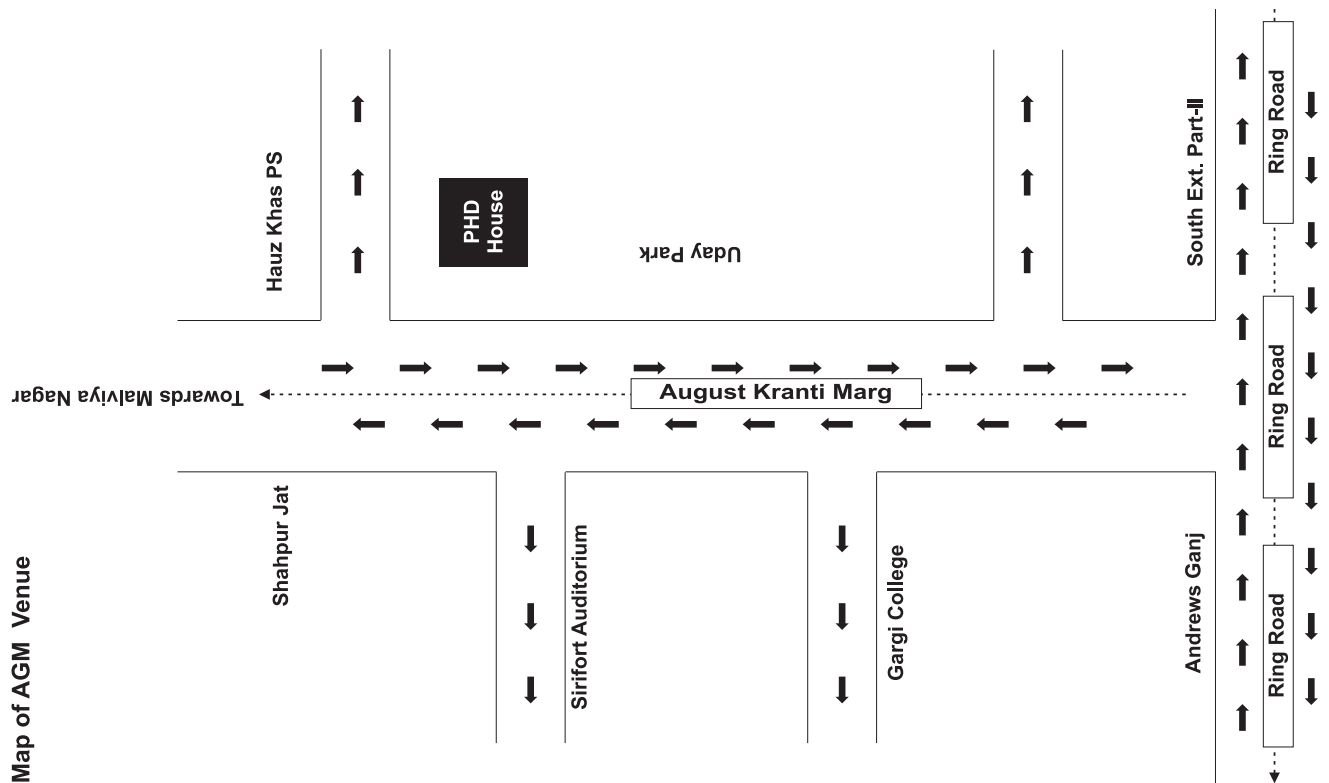 Map of AGM Venue
Towards Malviya Nagar
Hauz Khas PS
Shahpur Jat
PHD
House
Sirifort Auditorium
Uday Park
August Kranti Marg
Gargi College
South Ext. Part-II
Andrews Ganj
Ring Road
Ring Road
Ring Road